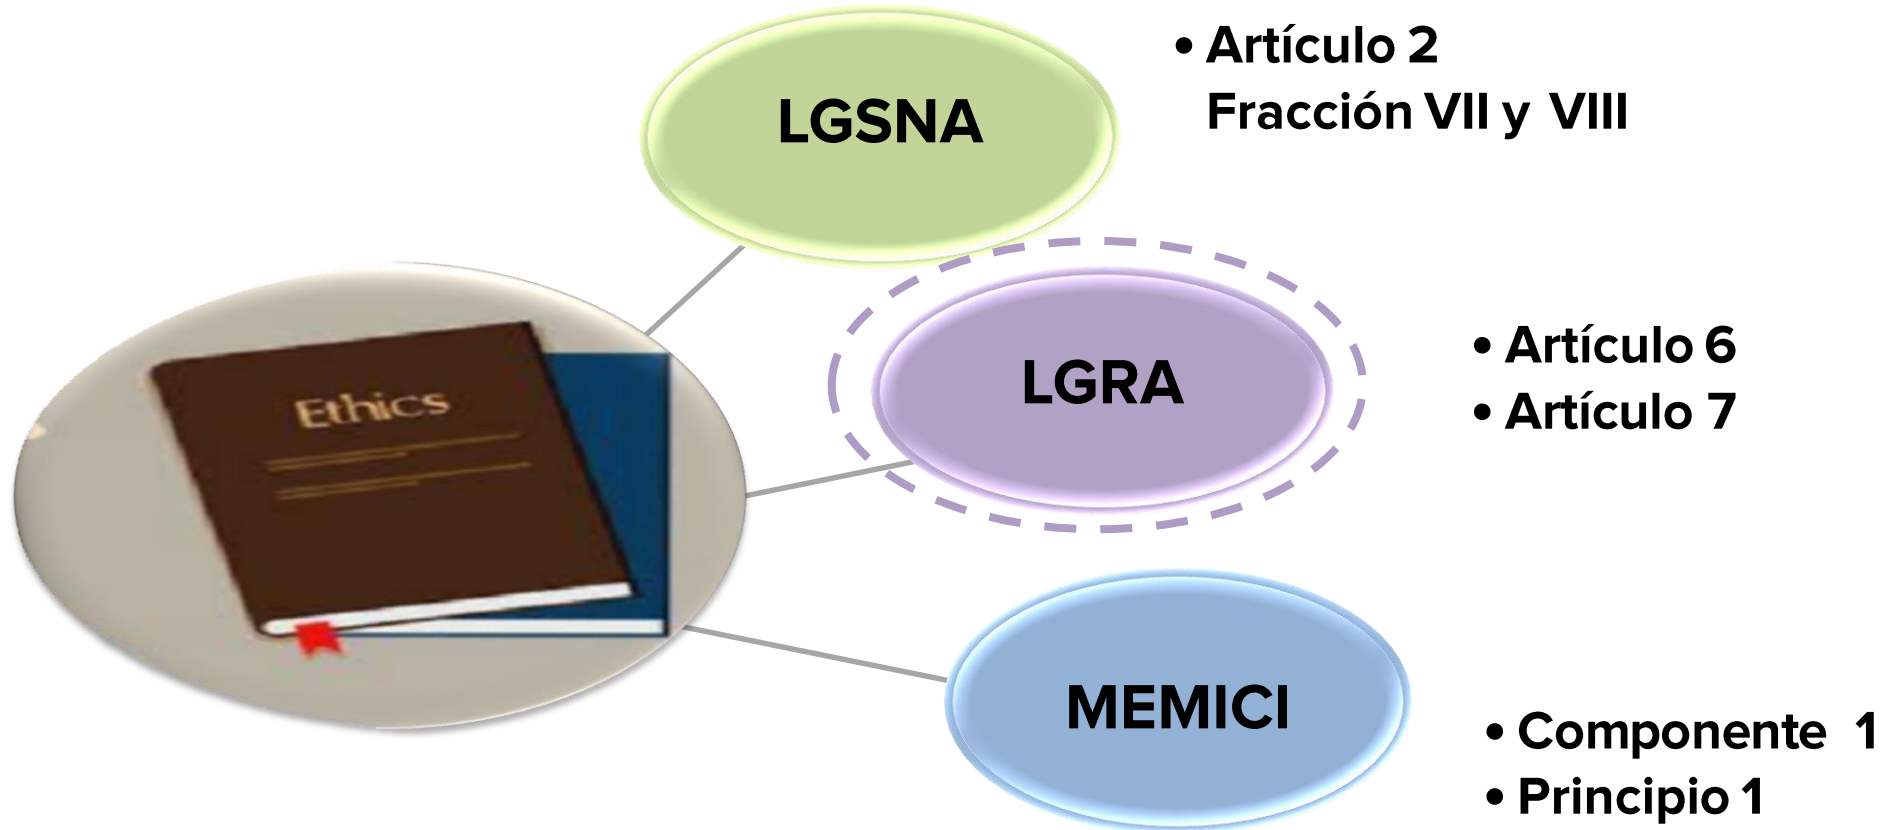 LGSNA
• Artículo 2
Fracción VII y VIII
Ethics
LGRA
• Artículo 6
• Artículo 7
MEMICI
• Componente 1
• Principio 1